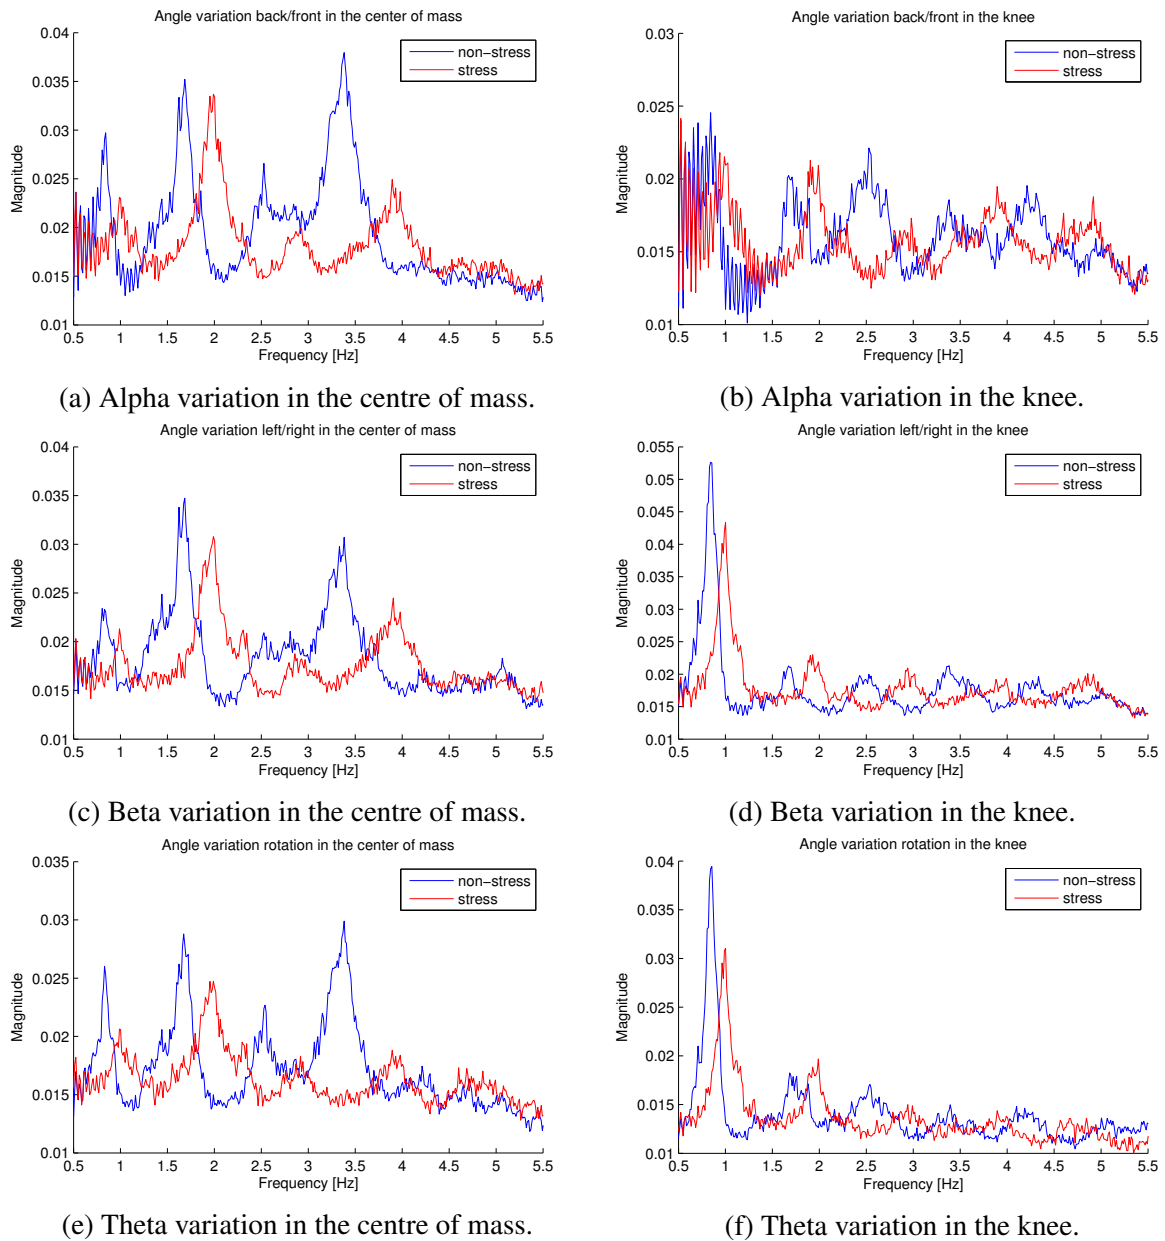 Angle variation back/front in the center of mass
0.04
0.035
0.03
0.025
0.02
0.015
0.01
Magnitude
non-stress
stress
0.5 1 1.5 2 2.5 3 3.5 4 4.5 5 5.5
Frequency [Hz]
(a) Alpha variation in the centre of mass.
Angle variation back/front in the knee
0.03
0.025
0.02
0.015
0.01
Magnitude
non-stress
stress
0.5 1 1.5 2 2.5 3 3.5 4 4.5 5 5.5
Frequency [Hz]
(b) Alpha variation in the knee.
Angle variation left/right in the center of mass
0.04
0.035
0.03
0.025
0.02
0.015
0.01
Magnitude
non-stress
stress
0.5 1 1.5 2 2.5 3 3.5 4 4.5 5 5.5
Frequency [Hz]
(c) Beta variation in the centre of mass.
Angle variation left/right in the knee
0.055
0.05
0.045
0.04
0.035
0.03
0.025
0.02
0.015
0.01
Magnitude
non-stress
stress
0.5 1 1.5 2 2.5 3 3.5 4 4.5 5 5.5
Frequency [Hz]
(d) Beta variation in the knee.
Angle variation rotation in the center of mass
0.035
0.03
0.025
0.02
0.015
0.01
Magnitude
non-stress
stress
0.5 1 1.5 2 2.5 3 3.5 4 4.5 5 5.5
Frequency [Hz]
(e) Theta variation in the centre of mass.
Angle variation rotation in the knee
0.04
0.035
0.03
0.025
0.02
0.015
0.01
Magnitude
non-stress
stress
0.5 1 1.5 2 2.5 3 3.5 4 4.5 5 5.5
Frequency [Hz]
(f) Theta variation in the knee.